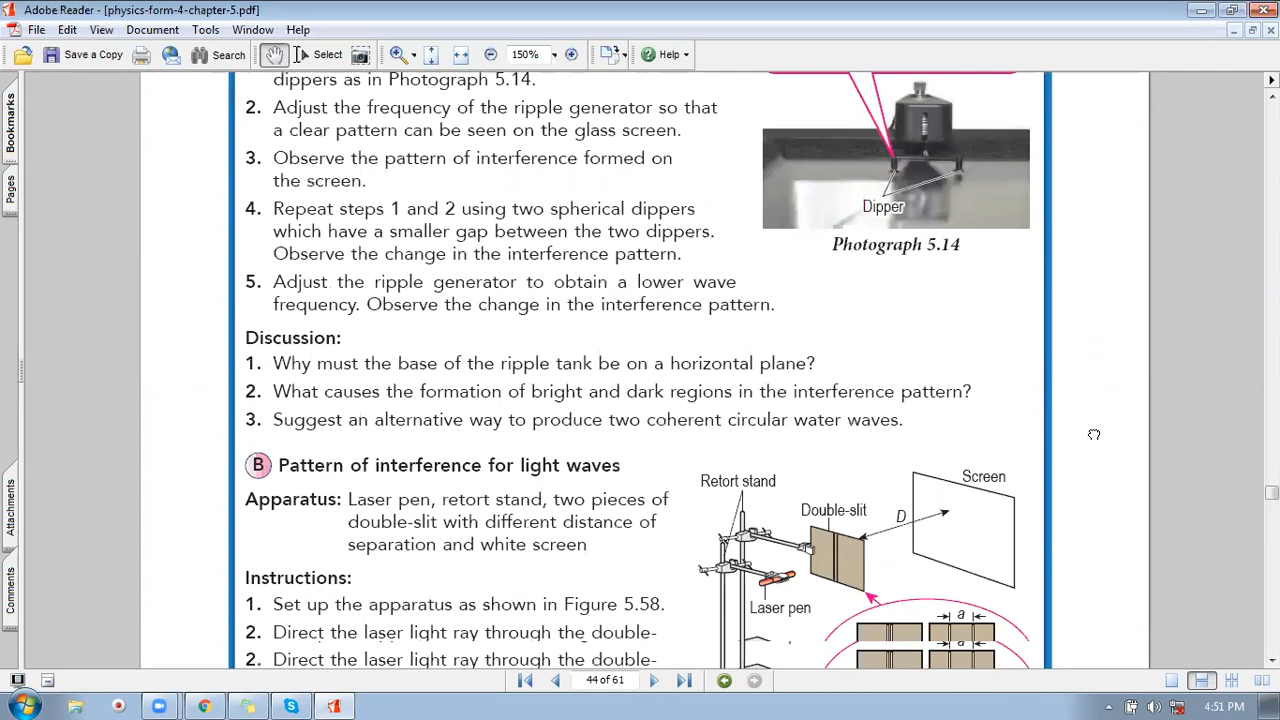 Adobe Reader - [physics-form-4-chapter-5.pdf]
File Edit View Document Tools Window Help
Save a Copy Search Select 150% Help
Bookmarks
Pages
Attachments
Comments
dippers as in Photograph 5.14.
2. Adjust the frequency of the ripple generator so that
a clear pattern can be seen on the glass screen.
3. Observe the pattern of interference formed on
the screen.
4. Repeat steps 1 and 2 using two spherical dippers
which have a smaller gap between the two dippers.
Observe the change in the interference pattern.
5. Adjust the ripple generator to obtain a lower wave
frequency. Observe the change in the interference pattern.
Dipper
Photograph 5.14
Discussion:
1. Why must the base of the ripple tank be on a horizontal plane?
2. What causes the formation of bright and dark regions in the interference pattern?
3. Suggest an alternative way to produce two coherent circular water waves.
B Pattern of interference for light waves
Apparatus: Laser pen, retort stand, two pieces of
double-slit with different distance of
separation and white screen
Instructions:
1. Set up the apparatus as shown in Figure 5.58.
2. Direct the laser light ray through the double-
2. Direct the laser light ray through the double-
Retort stand
Screen
Double-slit
D
Laser pen
a
a
44 of 61
4:51 PM